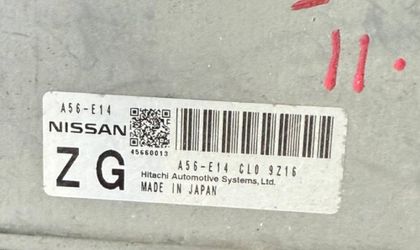 11.
A56-E14
NISSAN
45660013
ZG
A56-E14 CL0 9Z16
Hitachi Automotive Systems, Ltd.
MADE IN JAPAN